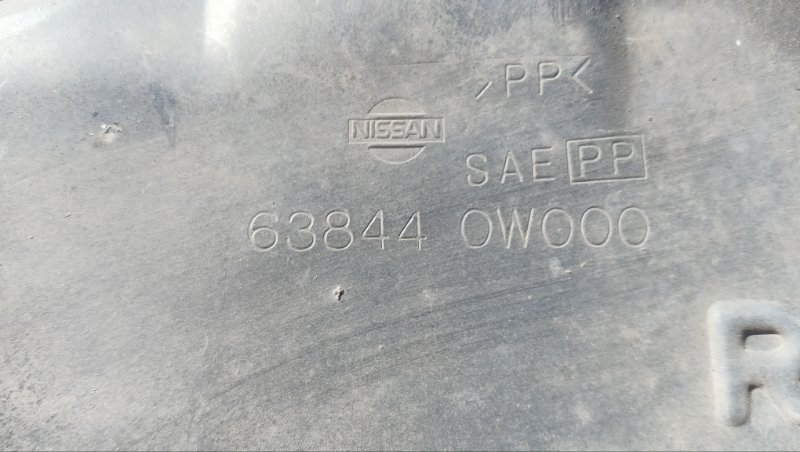 >PP<
NISSAN
SAE PP
63844 0W000
R